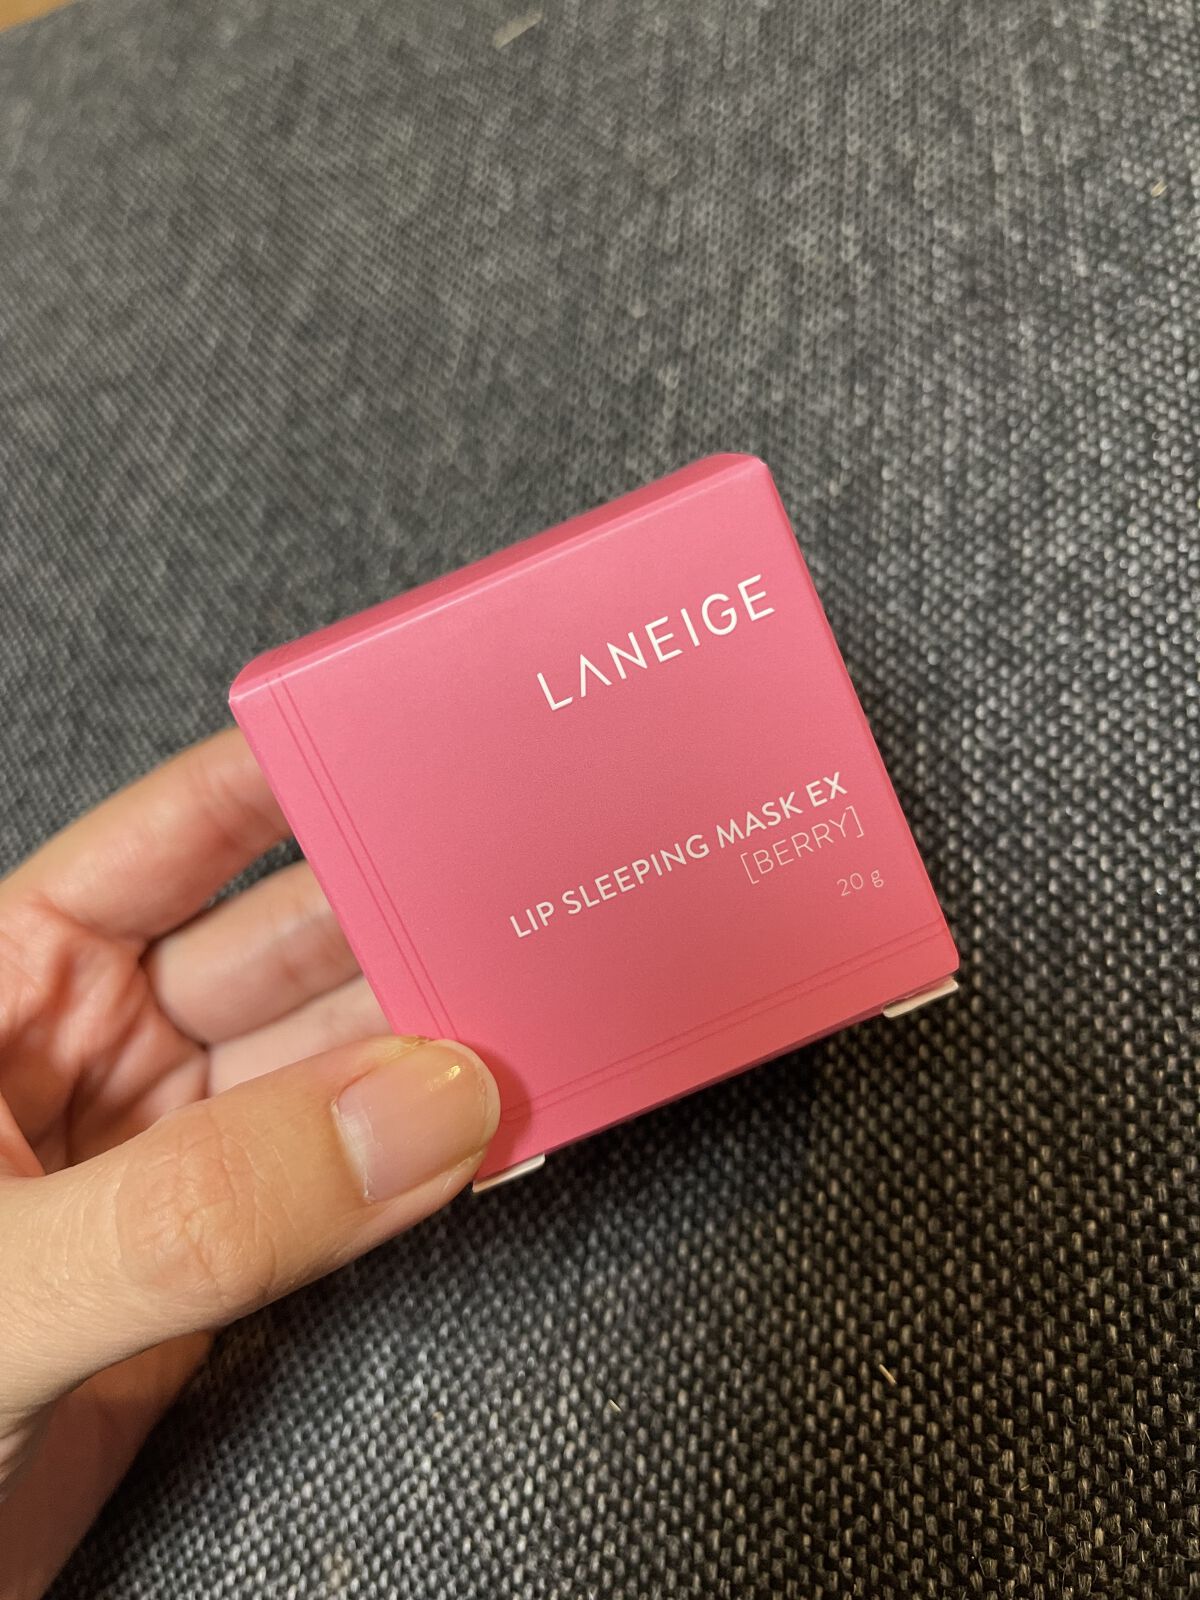 LANEIGE
LIP SLEEPING MASK EX
[BERRY]
20 g